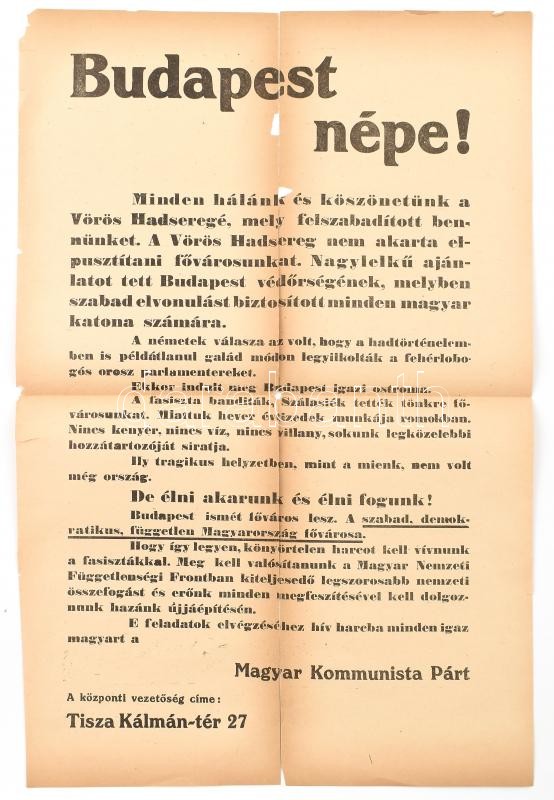 Budapest
népe!
Minden hálánk és köszönetünk a
Vörös Hadseregé, mely felszabadított ben-
nünket. A Vörös Hadsereg nem akarta el-
pusztítani fővárosunkat. Nagylelkű aján-
latot tett Budapest védőrségének, melyben
szabad elvonulást biztosított minden magyar
katona számára.
A németek válasza az volt, hogy a hadtörténelem-
ben is példátlanul galád módon legyilkolták a fehérlobo-
gós orosz parlamentereket.
Ekkor indult meg Budapest igazi ostroma.
A fasiszta banditák, Szálasiék tették tönkre fő-
városunkat. Miattuk hever évtizedek munkája romokban.
Nincs kenyér, nincs víz, nincs villany, sokunk legközelebbi
hozzátartozóját siratja.
Ily tragikus helyzetben, mint a mienk, nem volt
még ország.
De élni akarunk és élni fogunk!
Budapest ismét főváros lesz. A szabad, demok-
ratikus, független Magyarország fővárosa.
Hogy így legyen, könyörtelen harcot kell vívnunk
a fasisztákkal. Meg kell valósítanunk a Magyar Nemzeti
Függetlenségi Frontban kiteljesedő legszorosabb nemzeti
összefogást és erőnk minden megfeszítésével kell dolgoz-
nunk hazánk újjáépítésén.
E feladatok elvégzéséhez hív harcba minden igaz
magyart a
Magyar Kommunista Párt
A központi vezetőség címe:
Tisza Kálmán-tér 27